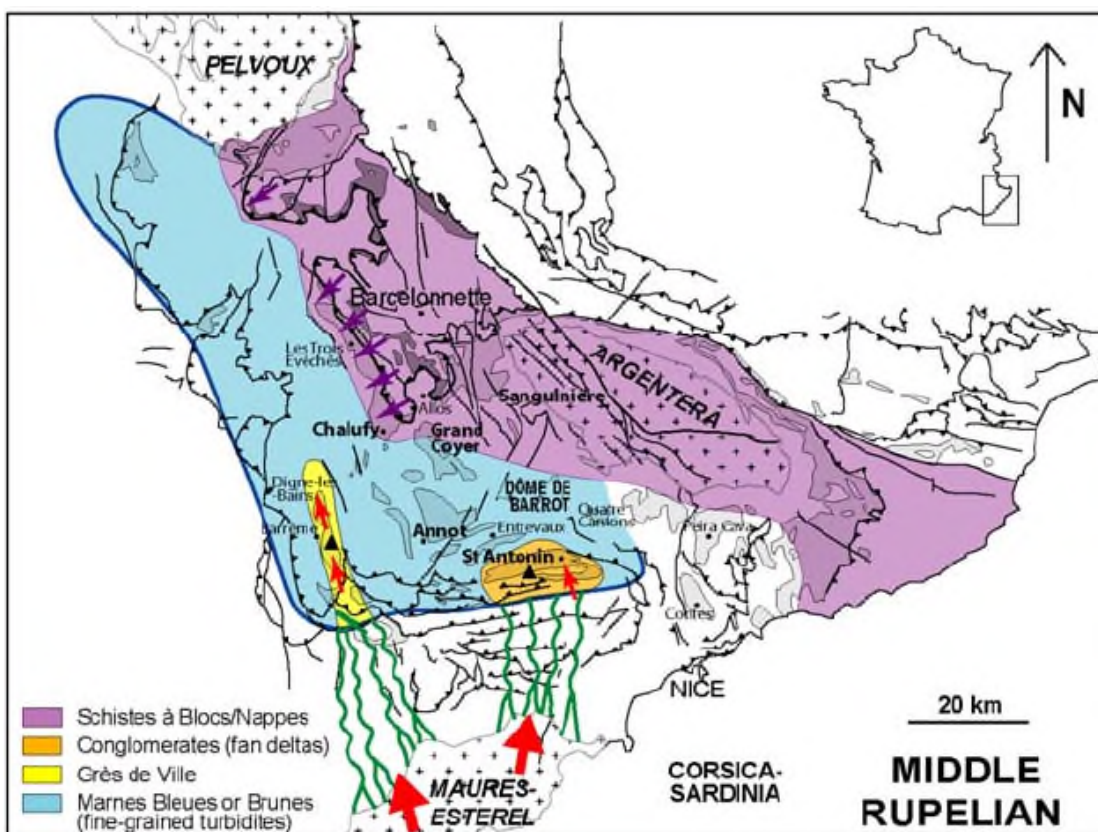 PELVOUX
N
Barcelonnette
Les Trois
Evêchés
ARGENTERA
Sanguinière
Allos
Chalufy
Grand
Coyer
Digne-les
-Bains
DÔME DE
BARROT
Quatre
Cantons
Barrême
Annot
Entrevaux
Peira Cava
St Antonin
Contes
NICE
20 km
Schistes à Blocs/Nappes
Conglomerates (fan deltas)
Grès de Ville
Marnes Bleues or Brunes
(fine-grained turbidites)
MAURES-
ESTEREL
CORSICA-
SARDINIA
MIDDLE
RUPELIAN